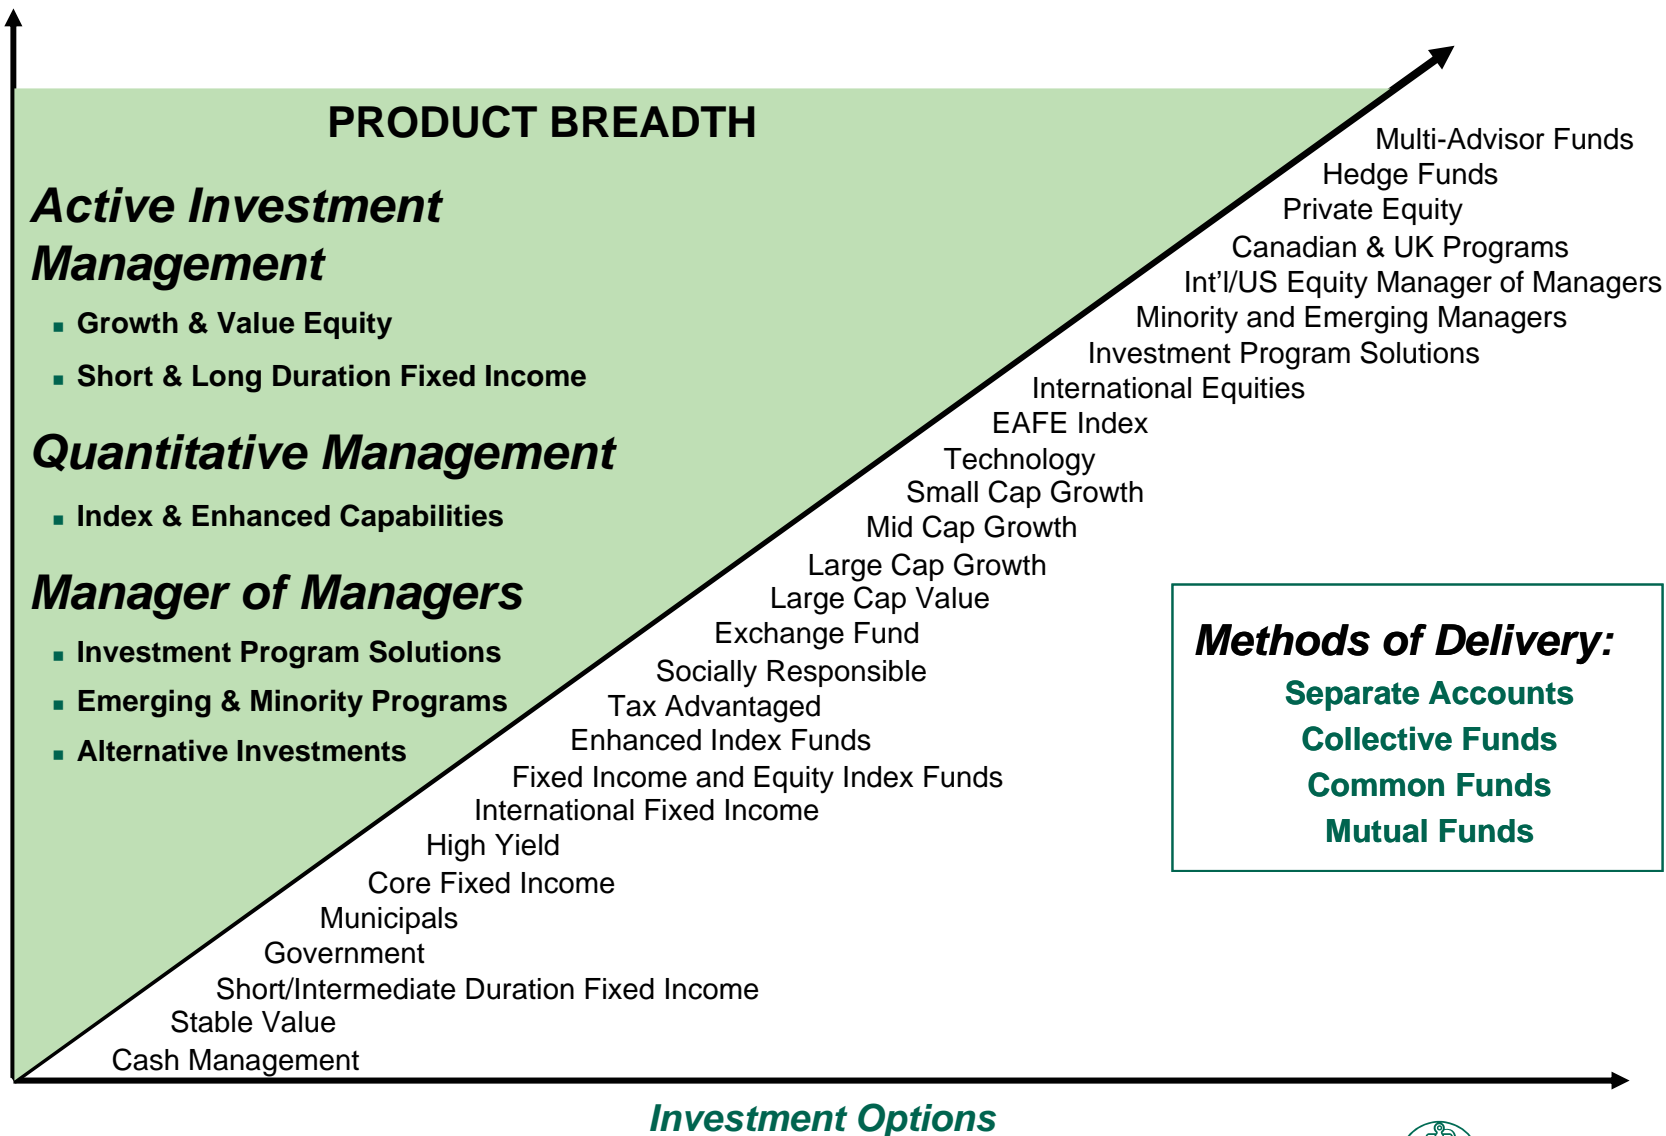 PRODUCT BREADTH
Active Investment
Management
Growth & Value Equity
Short & Long Duration Fixed Income
Quantitative Management
Index & Enhanced Capabilities
Manager of Managers
Investment Program Solutions
Emerging & Minority Programs
Alternative Investments
Multi-Advisor Funds
Hedge Funds
Private Equity
Canadian & UK Programs
Int'l/US Equity Manager of Managers
Minority and Emerging Managers
Investment Program Solutions
International Equities
EAFE Index
Technology
Small Cap Growth
Mid Cap Growth
Large Cap Growth
Large Cap Value
Exchange Fund
Socially Responsible
Tax Advantaged
Enhanced Index Funds
Fixed Income and Equity Index Funds
International Fixed Income
High Yield
Core Fixed Income
Municipals
Government
Short/Intermediate Duration Fixed Income
Stable Value
Cash Management
Methods of Delivery:
Separate Accounts
Collective Funds
Common Funds
Mutual Funds
Investment Options